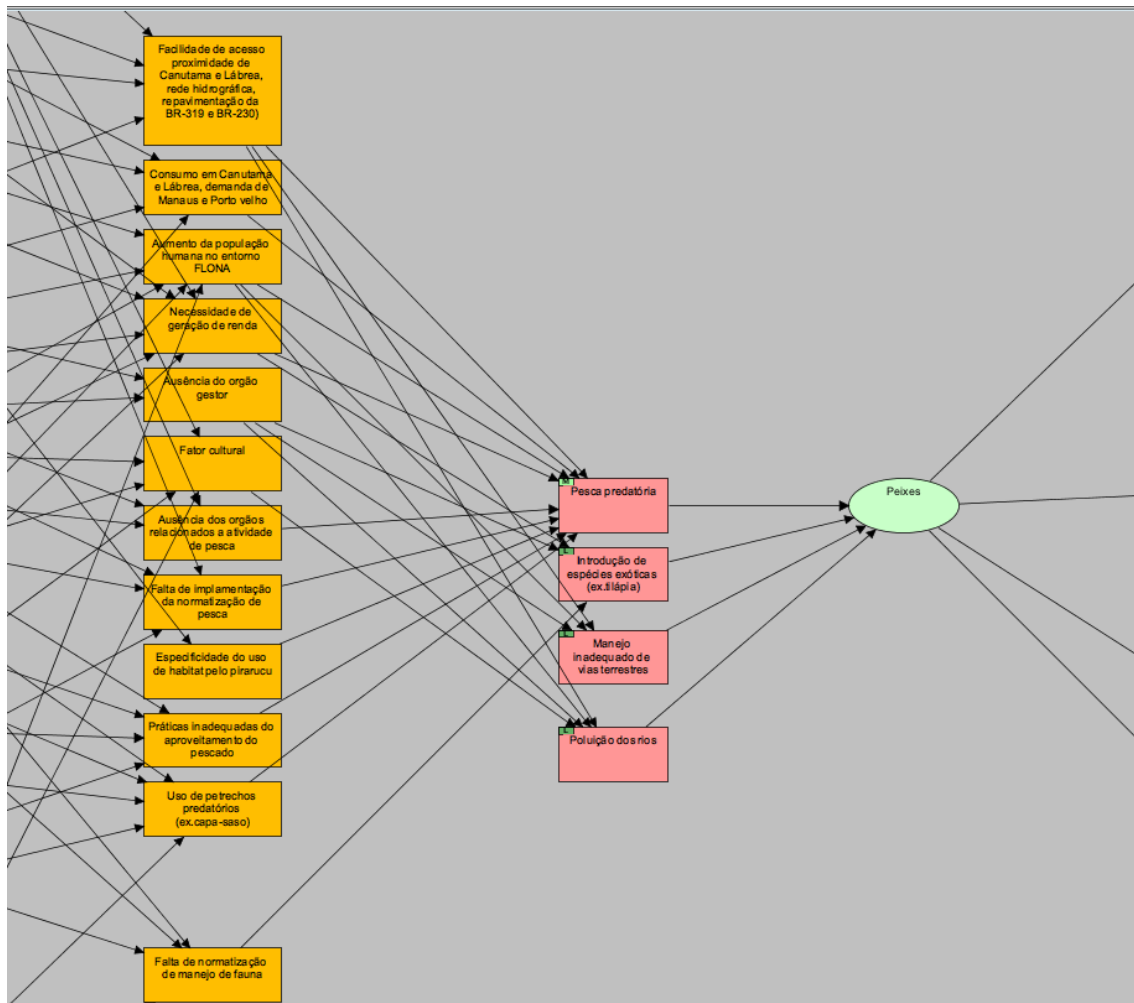 Facilidade de acesso
proximidade de
Canutama e Lábrea,
rede hidrográfica,
repavimentação da
BR-319 e BR-230)
Consumo em Canutama
e Lábrea, demanda de
Manaus e Porto velho
Aumento da população
humana no entorno
FLONA
Necessidade de
geração de renda
Ausência do orgão
gestor
Fator cultural
Ausência dos orgãos
relacionados a atividade
de pesca
Falta de implamentação
da normatização de
pesca
Especificidade do uso
de habitat pelo pirarucu
Práticas inadequadas do
aproveitamento do
pescado
Uso de petrechos
predatórios
(ex.capa-saso)
Falta de normatização
de manejo de fauna
M
Pesca predatória
L
Introdução de
espécies exóticas
(ex.tilápia)
L
Manejo
inadequado de
vias terrestres
L
Poluição dos rios
Peixes